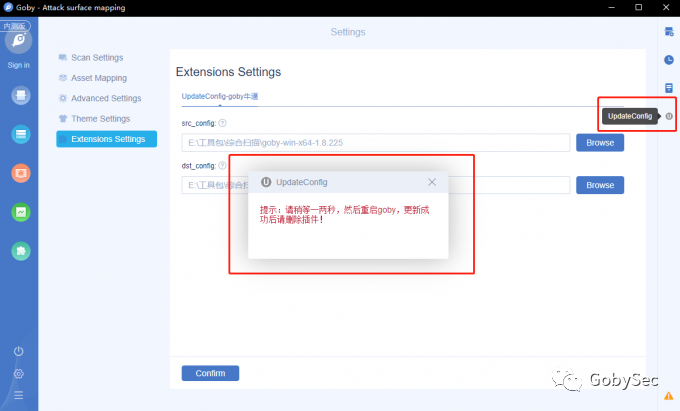 Goby - Attack surface mapping
内测版
Settings
Sign in
Scan Settings
Asset Mapping
Advanced Settings
Theme Settings
Extensions Settings
Extensions Settings
UpdateConfig-goby牛逼
src_config: ?
E:\工具包\综合扫描\goby-win-x64-1.8.225
Browse
UpdateConfig
U
dst_config: ?
E:\工具包\综合
Browse
U UpdateConfig
提示：请稍等一两秒，然后重启goby，更新成
功后请删除插件！
Confirm
GobySec